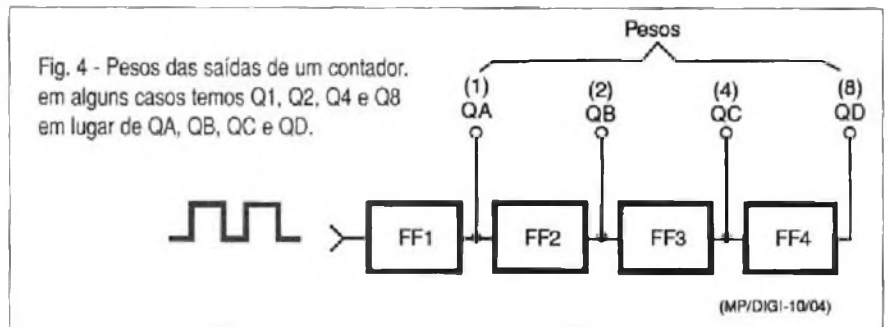 Fig. 4 - Pesos das saídas de um contador.
em alguns casos temos Q1, Q2, Q4 e Q8
em lugar de QA, QB, QC e QD.
Pesos
(1) (2) (4) (8)
QA QB QC QD
FF1 FF2 FF3 FF4
(MP/DIGI-10/04)